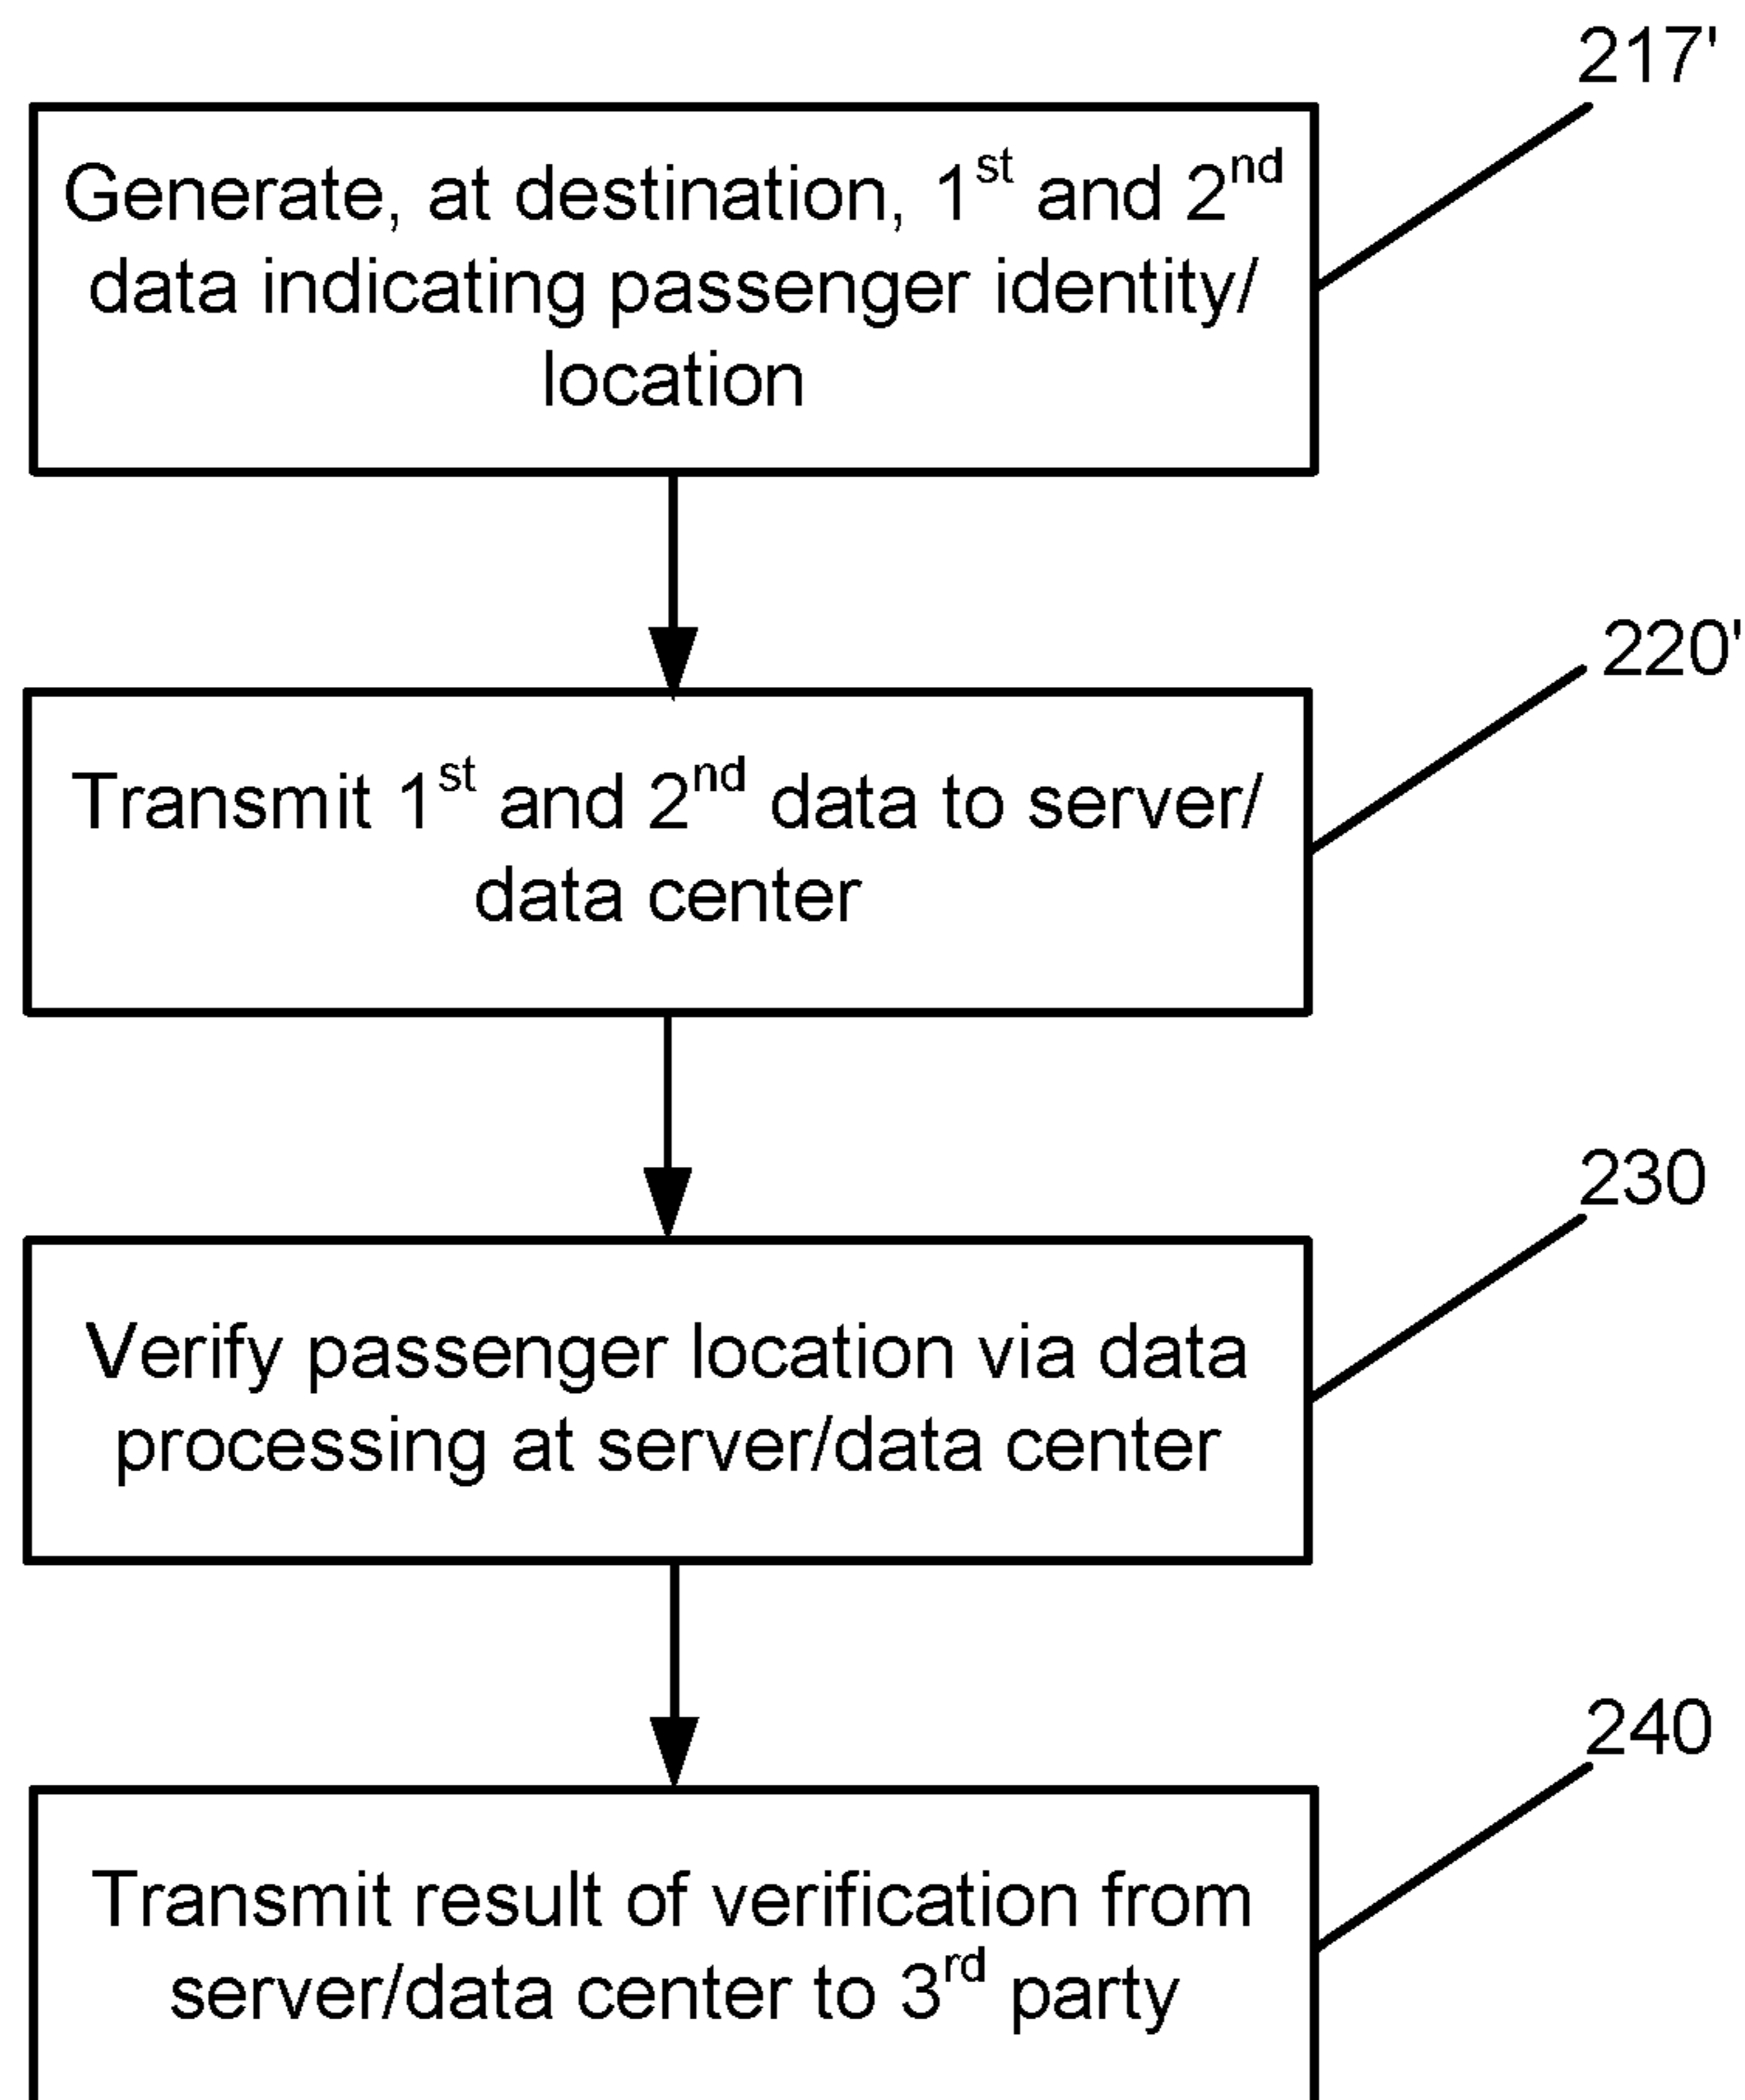 217'
Generate, at destination, 1st and 2nd
data indicating passenger identity/
location
220'
Transmit 1st and 2nd data to server/
data center
230
Verify passenger location via data
processing at server/data center
240
Transmit result of verification from
server/data center to 3rd party